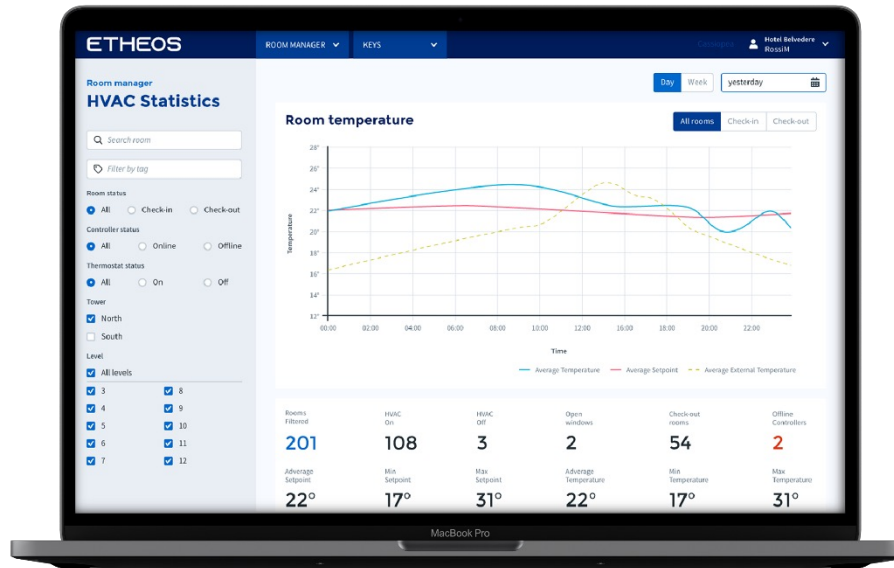 ETHEOS
ROOM MANAGER
KEYS
Hotel Belvedere
RossiM
Room manager
HVAC Statistics
Search room
Filter by tag
Room status
All
Check-in
Check-out
Controller status
All
Online
Offline
Thermostat status
All
On
Off
Tower
North
South
Level
All levels
3
8
4
9
5
10
6
11
7
12
Day
Week
yesterday
Room temperature
All rooms
Check-in
Check-out
28°
26°
24°
22°
20°
18°
16°
14°
12°
Temperature
00:00
02:00
04:00
06:00
08:00
10:00
12:00
16:00
18:00
20:00
22:00
Time
Average Temperature
Average Setpoint
Average External Temperature
Rooms
Filtered
201
HVAC
On
108
HVAC
Off
3
Open
windows
2
Check-out
rooms
54
Offline
Controllers
2
Adverage
Setpoint
22°
Min
Setpoint
17°
Max
Setpoint
31°
Adverage
Temperature
22°
Min
Temperature
17°
Max
Temperature
31°
MacBook Pro